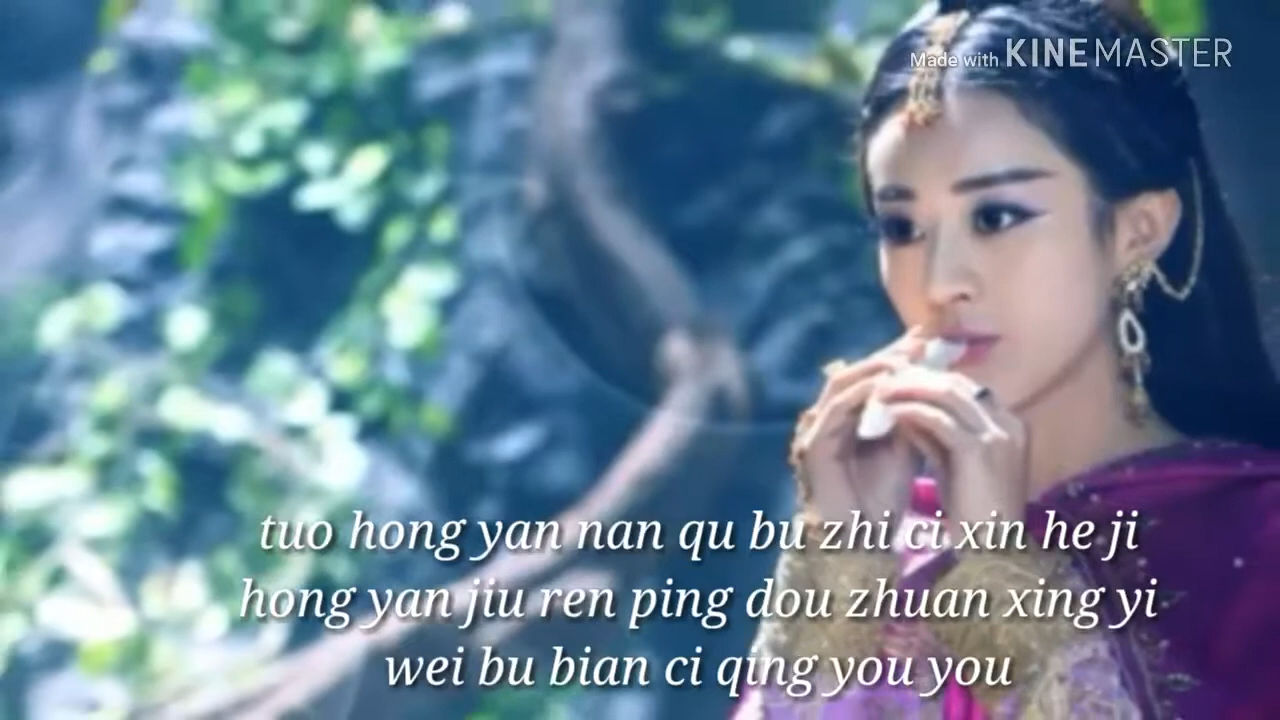 Made with KINEMASTER
tuo hong yan nan qu bu zhi ci xin he ji
hong yan jiu ren ping dou zhuan xing yi
wei bu bian ci qing you you